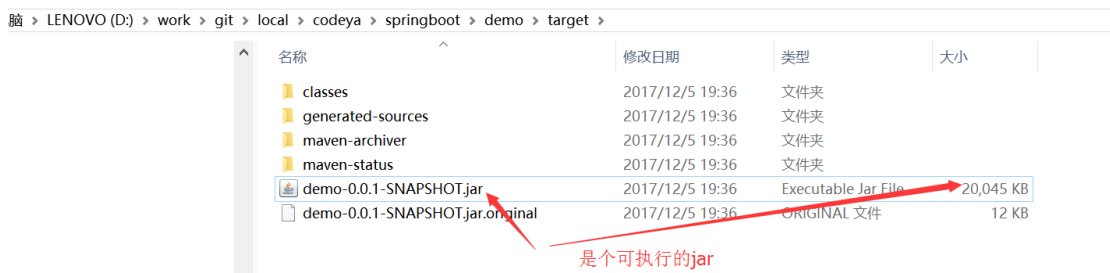 脑 > LENOVO (D:) > work > git > local > codeya > springboot > demo > target >
名称 修改日期 类型 大小
classes 2017/12/5 19:36 文件夹
generated-sources 2017/12/5 19:36 文件夹
maven-archiver 2017/12/5 19:36 文件夹
maven-status 2017/12/5 19:36 文件夹
demo-0.0.1-SNAPSHOT.jar 2017/12/5 19:36 Executable Jar File 20,045 KB
demo-0.0.1-SNAPSHOT.jar.original 2017/12/5 19:36 ORIGINAL 文件 12 KB
是个可执行的jar